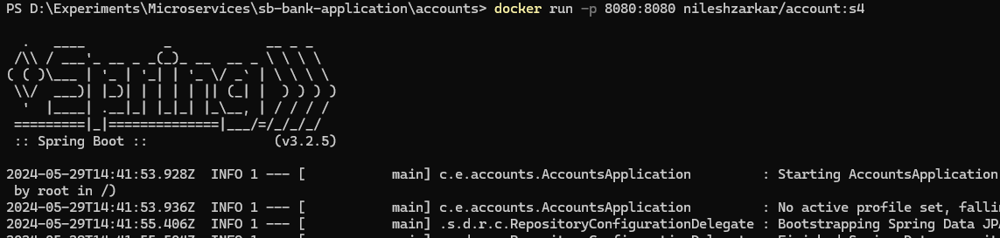 PS D:\Experiments\Microservices\sb-bank-application\accounts> docker run -p 8080:8080 nileshzarkar/account:s4
  .   ____          _            __ _ _
 /\\ / ___'_ __ _ _(_)_ __  __ _ \ \ \ \
( ( )\___ | '_ | '_| | '_ \/ _` | \ \ \ \
 \\/  ___)| |_)| | | | | || (_| |  ) ) ) )
  '  |____| .__|_| |_|_| |_\__, | / / / /
 =========|_|==============|___/=/_/_/_/
 :: Spring Boot ::                (v3.2.5)
2024-05-29T14:41:53.928Z  INFO 1 --- [           main] c.e.accounts.AccountsApplication         : Starting AccountsApplication
 by root in /)
2024-05-29T14:41:53.936Z  INFO 1 --- [           main] c.e.accounts.AccountsApplication         : No active profile set, falli
2024-05-29T14:41:55.406Z  INFO 1 --- [           main] .s.d.r.c.RepositoryConfigurationDelegate : Bootstrapping Spring Data JP